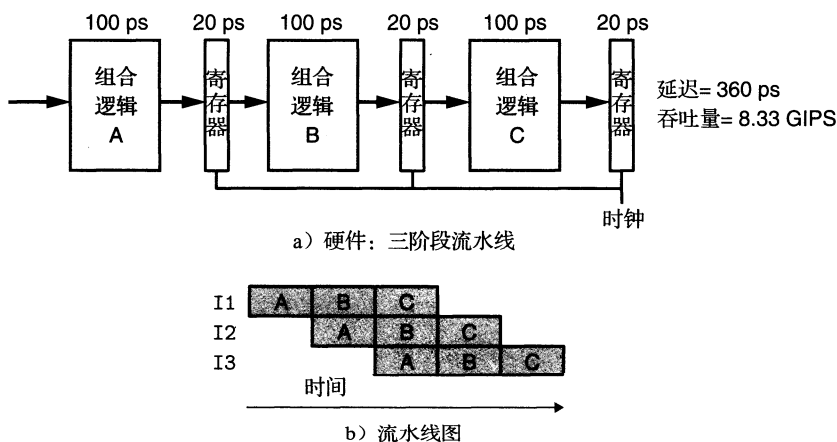 100 ps 20 ps 100 ps 20 ps 100 ps 20 ps
组合逻辑A
寄存器
组合逻辑B
寄存器
组合逻辑C
寄存器
延迟= 360 ps
吞吐量= 8.33 GIPS
时钟
a）硬件：三阶段流水线
I1 A B C
I2 A B C
I3 A B C
时间
b）流水线图